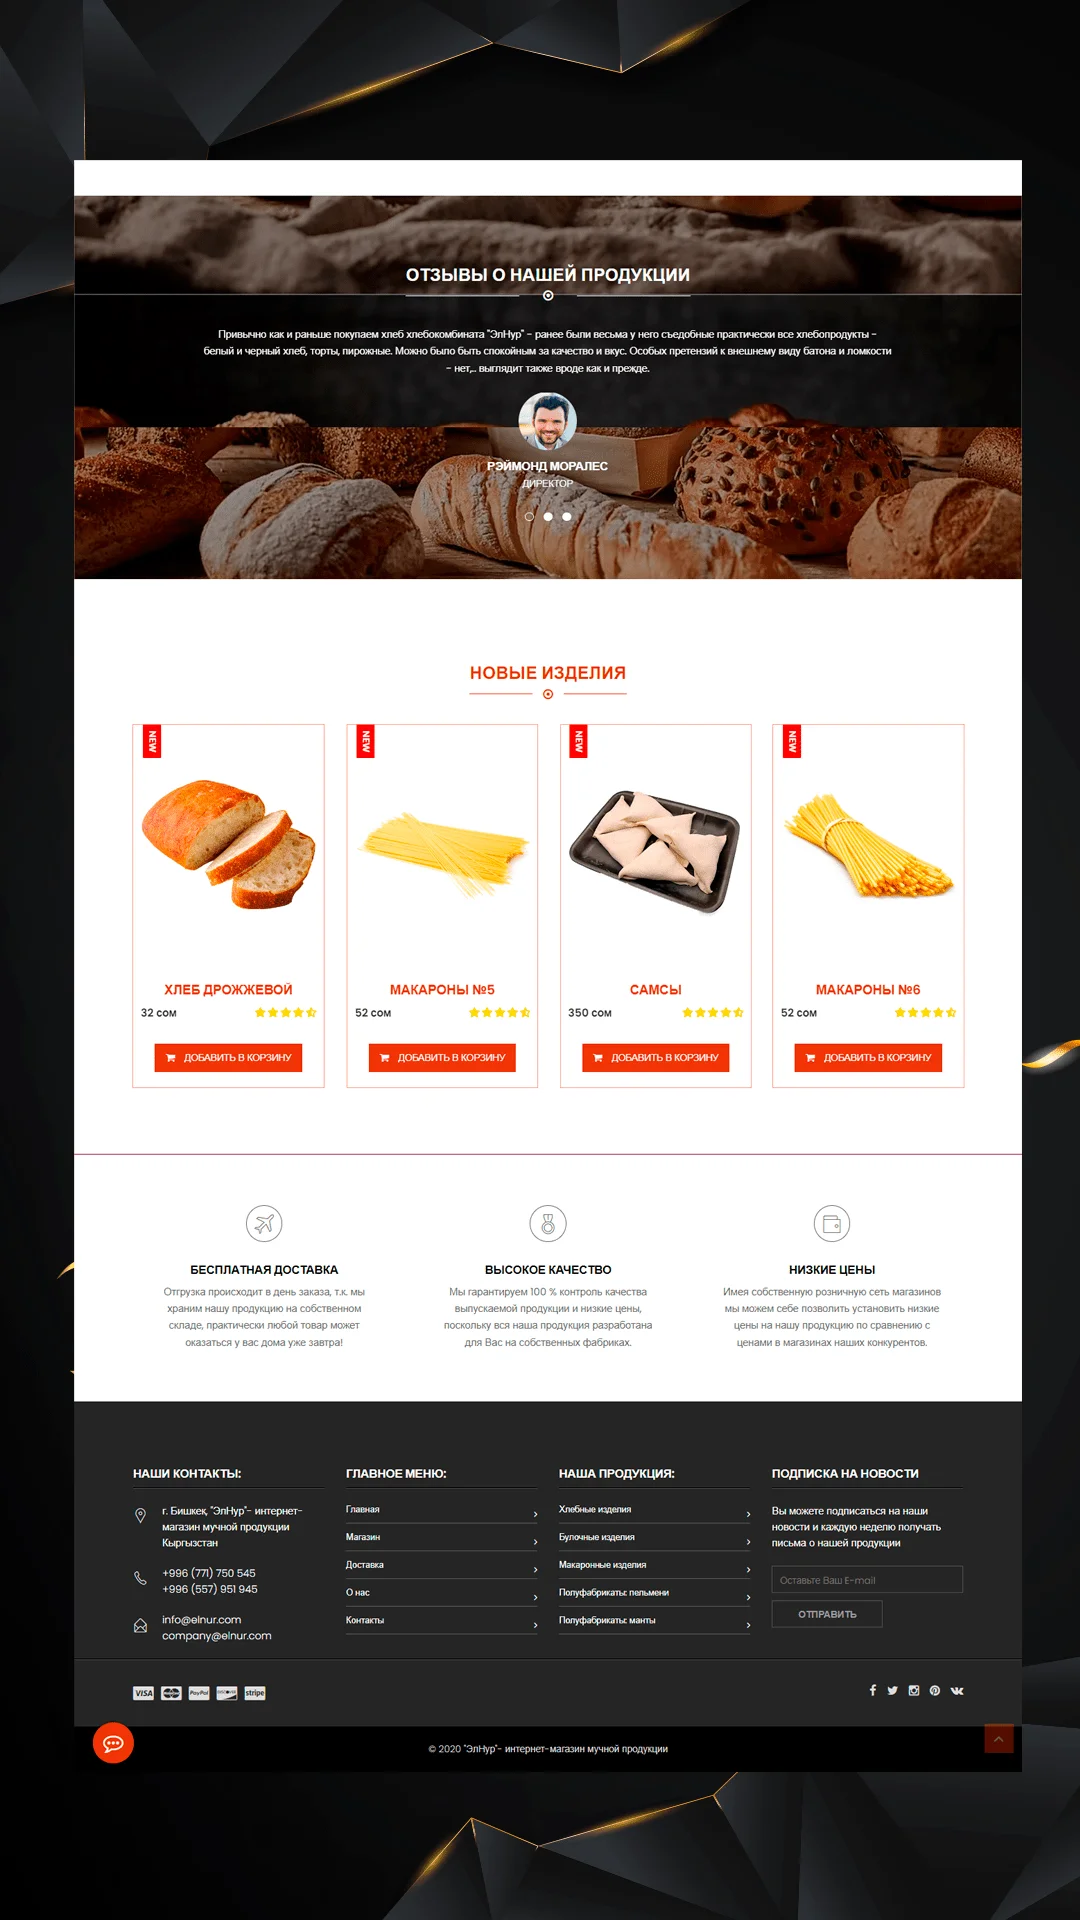 ОТЗЫВЫ О НАШЕЙ ПРОДУКЦИИ
Привычно как и раньше покупаем хлеб хлебокомбината "ЭлНур" - ранее были весьма у него съедобные практически все хлебопродукты -
белый и черный хлеб, торты, пирожные. Можно было быть спокойным за качество и вкус. Особых претензий к внешнему виду батона и ломкости
- нет,.. выглядит также вроде как и прежде.
РЭЙМОНД МОРАЛЕС
ДИРЕКТОР
НОВЫЕ ИЗДЕЛИЯ
NEW
NEW
NEW
NEW
ХЛЕБ ДРОЖЖЕВОЙ
МАКАРОНЫ №5
САМСЫ
МАКАРОНЫ №6
32 сом
52 сом
350 сом
52 сом
ДОБАВИТЬ В КОРЗИНУ
ДОБАВИТЬ В КОРЗИНУ
ДОБАВИТЬ В КОРЗИНУ
ДОБАВИТЬ В КОРЗИНУ
БЕСПЛАТНАЯ ДОСТАВКА
Отгрузка происходит в день заказа, т.к. мы
храним нашу продукцию на собственном
складе, практически любой товар может
оказаться у вас дома уже завтра!
ВЫСОКОЕ КАЧЕСТВО
Мы гарантируем 100 % контроль качества
выпускаемой продукции и низкие цены,
поскольку вся наша продукция разработана
для Вас на собственных фабриках.
НИЗКИЕ ЦЕНЫ
Имея собственную розничную сеть магазинов
мы можем себе позволить установить низкие
цены на нашу продукцию по сравнению с
ценами в магазинах наших конкурентов.
НАШИ КОНТАКТЫ:
г. Бишкек, "ЭлНур"- интернет-
магазин мучной продукции
Кыргызстан
+996 (771) 750 545
+996 (557) 951 945
info@elnur.com
company@elnur.com
ГЛАВНОЕ МЕНЮ:
Главная
Магазин
Доставка
О нас
Контакты
НАША ПРОДУКЦИЯ:
Хлебные изделия
Булочные изделия
Макаронные изделия
Полуфабрикаты: пельмени
Полуфабрикаты: манты
ПОДПИСКА НА НОВОСТИ
Вы можете подписаться на наши
новости и каждую неделю получать
письма о нашей продукции
Оставьте Ваш E-mail
ОТПРАВИТЬ
VISA
PayPal
DISCOVER
stripe
© 2020 "ЭлНур"- интернет-магазин мучной продукции